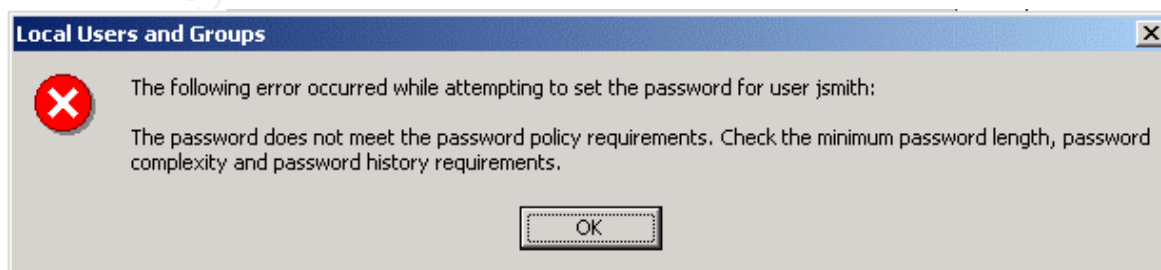 Local Users and Groups
The following error occurred while attempting to set the password for user jsmith:
The password does not meet the password policy requirements. Check the minimum password length, password
complexity and password history requirements.
OK